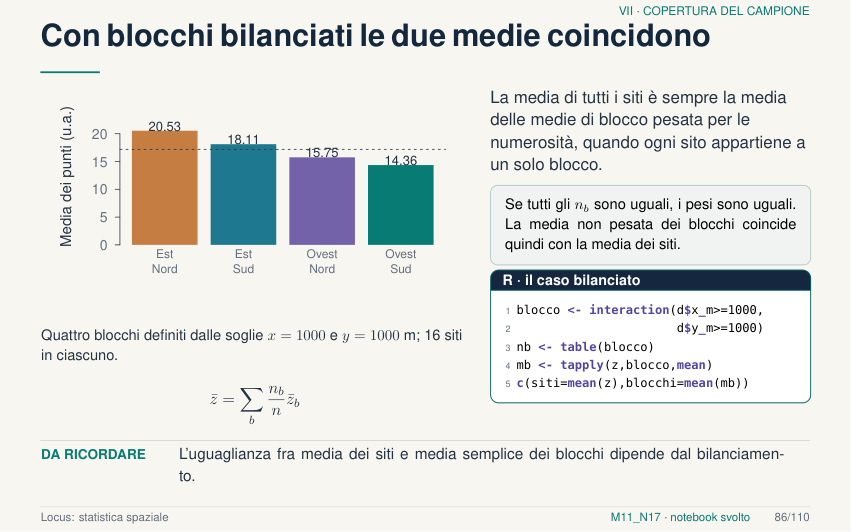 VII · COPERTURA DEL CAMPIONE
Con blocchi bilanciati le due medie coincidono
Media dei punti (u.a.)
20
15
10
5
0
20.53
18.11
15.75
14.36
Est
Nord
Est
Sud
Ovest
Nord
Ovest
Sud
Quattro blocchi definiti dalle soglie x = 1000 e y = 1000 m; 16 siti
in ciascuno.
z̄ = ∑_b n_b/n z̄_b
La media di tutti i siti è sempre la media
delle medie di blocco pesata per le
numerosità, quando ogni sito appartiene a
un solo blocco.
Se tutti gli n_b sono uguali, i pesi sono uguali.
La media non pesata dei blocchi coincide
quindi con la media dei siti.
R · il caso bilanciato
1 blocco <- interaction(d$x_m>=1000,
2 d$y_m>=1000)
3 nb <- table(blocco)
4 mb <- tapply(z,blocco,mean)
5 c(siti=mean(z),blocchi=mean(mb))
DA RICORDARE
L'uguaglianza fra media dei siti e media semplice dei blocchi dipende dal bilanciamen-
to.
Locus: statistica spaziale
M11_N17 · notebook svolto
86/110